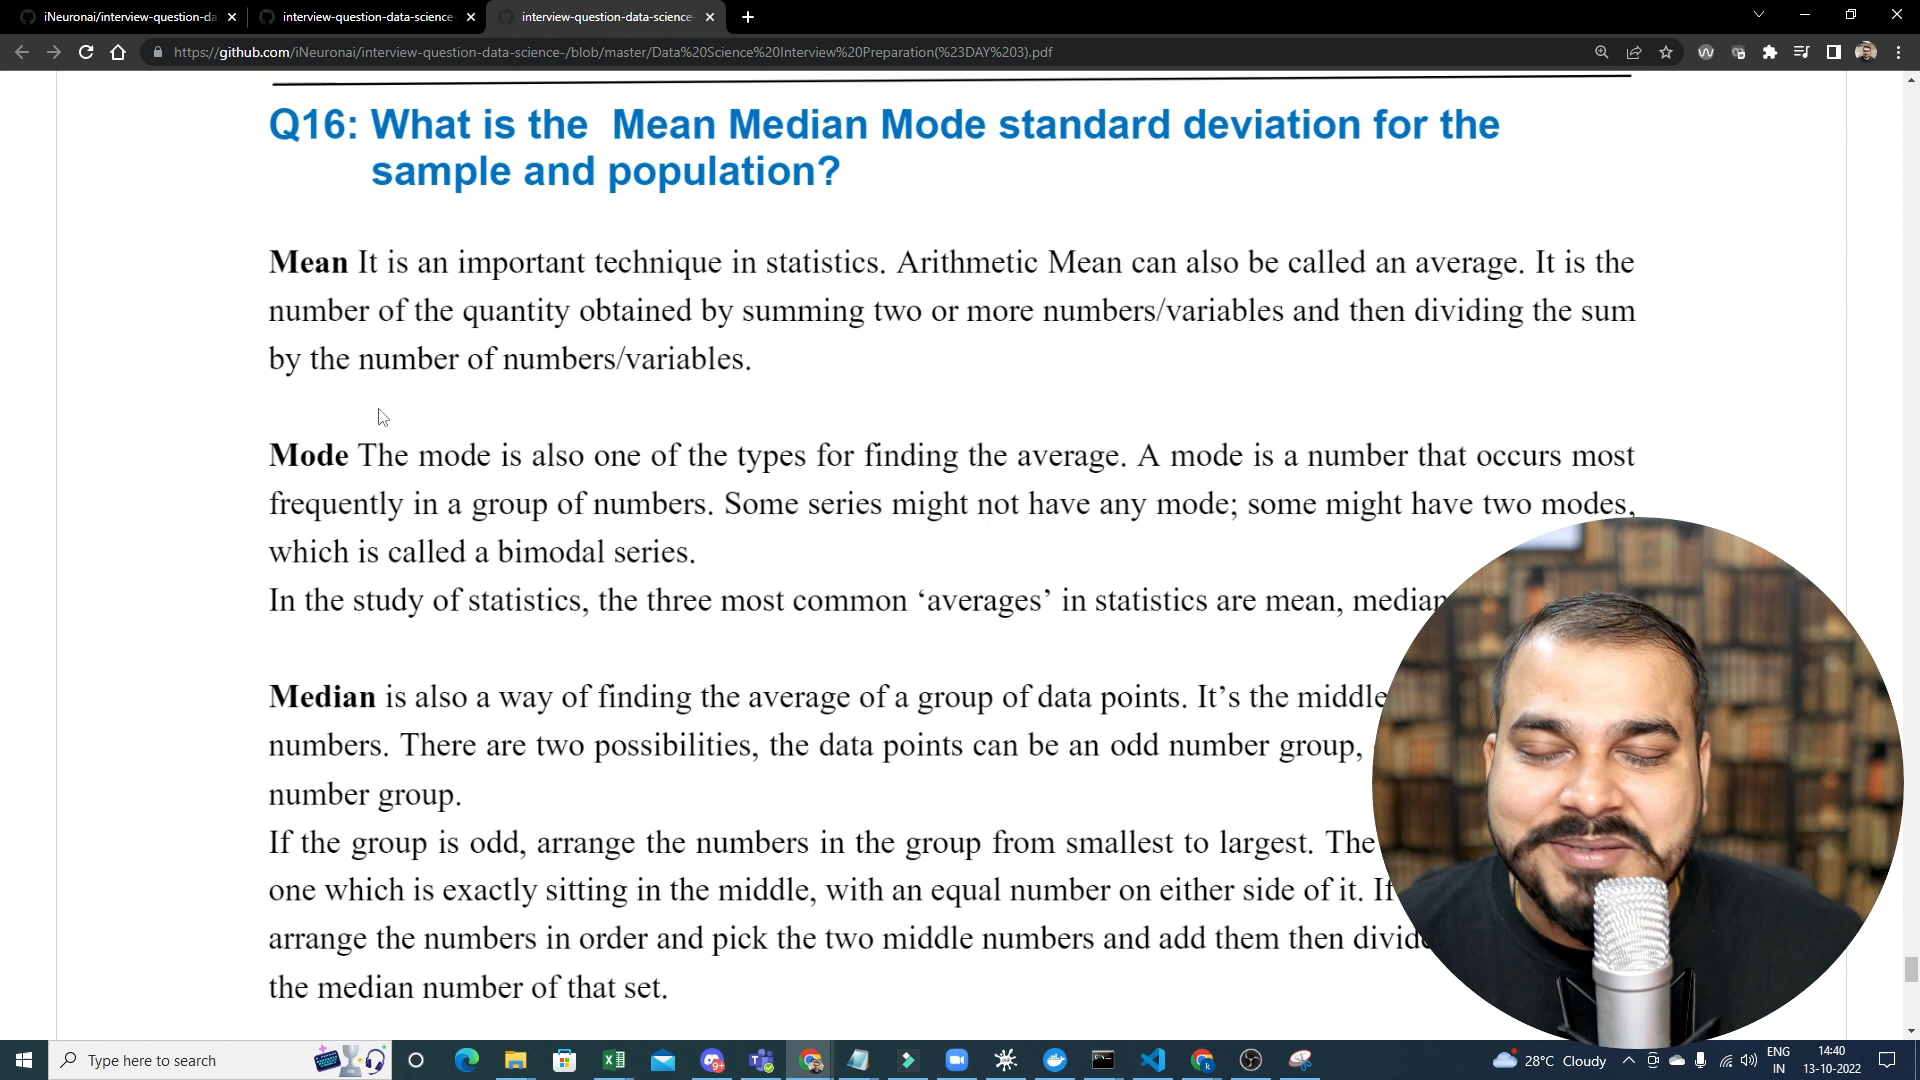 iNeuronai/interview-question-da
interview-question-data-science-
interview-question-data-science-
https://github.com/iNeuronai/interview-question-data-science-/blob/master/Data%20Science%20Interview%20Preparation(%23DAY%203).pdf
Q16: What is the Mean Median Mode standard deviation for the
sample and population?
Mean It is an important technique in statistics. Arithmetic Mean can also be called an average. It is the
number of the quantity obtained by summing two or more numbers/variables and then dividing the sum
by the number of numbers/variables.
Mode The mode is also one of the types for finding the average. A mode is a number that occurs most
frequently in a group of numbers. Some series might not have any mode; some might have two modes,
which is called a bimodal series.
In the study of statistics, the three most common ‘averages’ in statistics are mean, median
Median is also a way of finding the average of a group of data points. It’s the middle
numbers. There are two possibilities, the data points can be an odd number group,
number group.
If the group is odd, arrange the numbers in the group from smallest to largest. The
one which is exactly sitting in the middle, with an equal number on either side of it. If
arrange the numbers in order and pick the two middle numbers and add them then divide
the median number of that set.
Type here to search
9+
28°C Cloudy
ENG
IN
14:40
13-10-2022